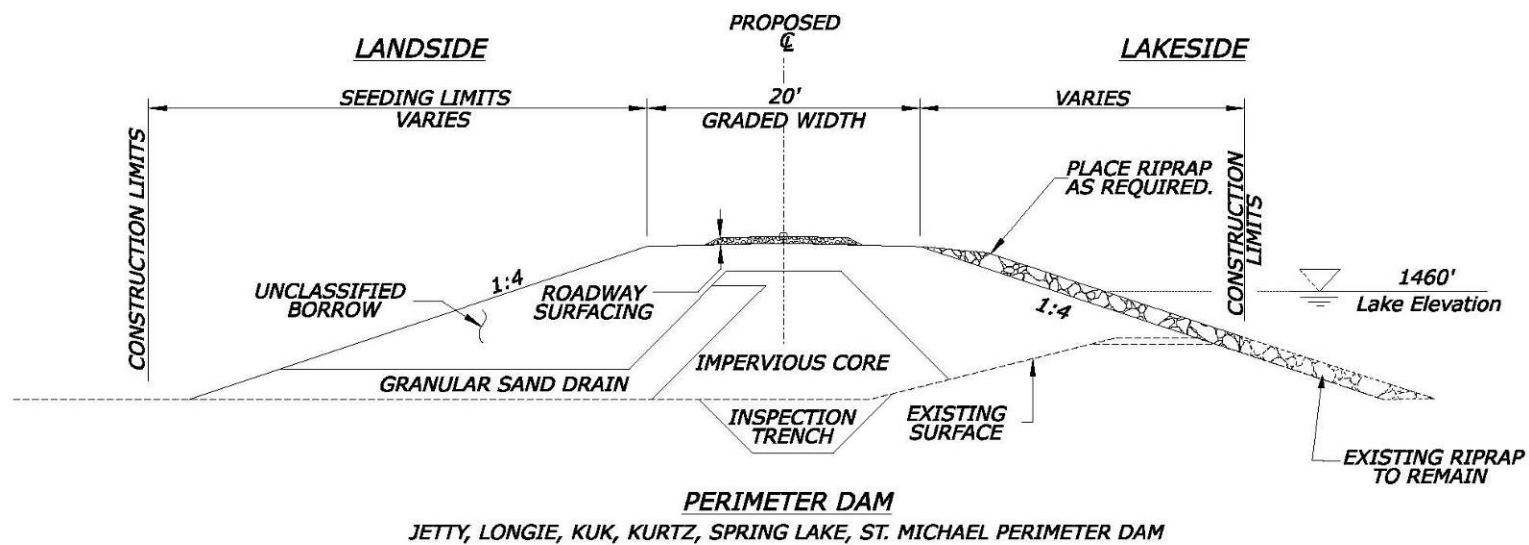 PROPOSED
℄
LANDSIDE
LAKESIDE
SEEDING LIMITS
VARIES
20'
GRADED WIDTH
VARIES
CONSTRUCTION LIMITS
PLACE RIPRAP
AS REQUIRED.
CONSTRUCTION
LIMITS
1:4
UNCLASSIFIED
BORROW
ROADWAY
SURFACING
1:4
1460'
Lake Elevation
IMPERVIOUS CORE
GRANULAR SAND DRAIN
INSPECTION
TRENCH
EXISTING
SURFACE
EXISTING RIPRAP
TO REMAIN
PERIMETER DAM
JETTY, LONGIE, KUK, KURTZ, SPRING LAKE, ST. MICHAEL PERIMETER DAM